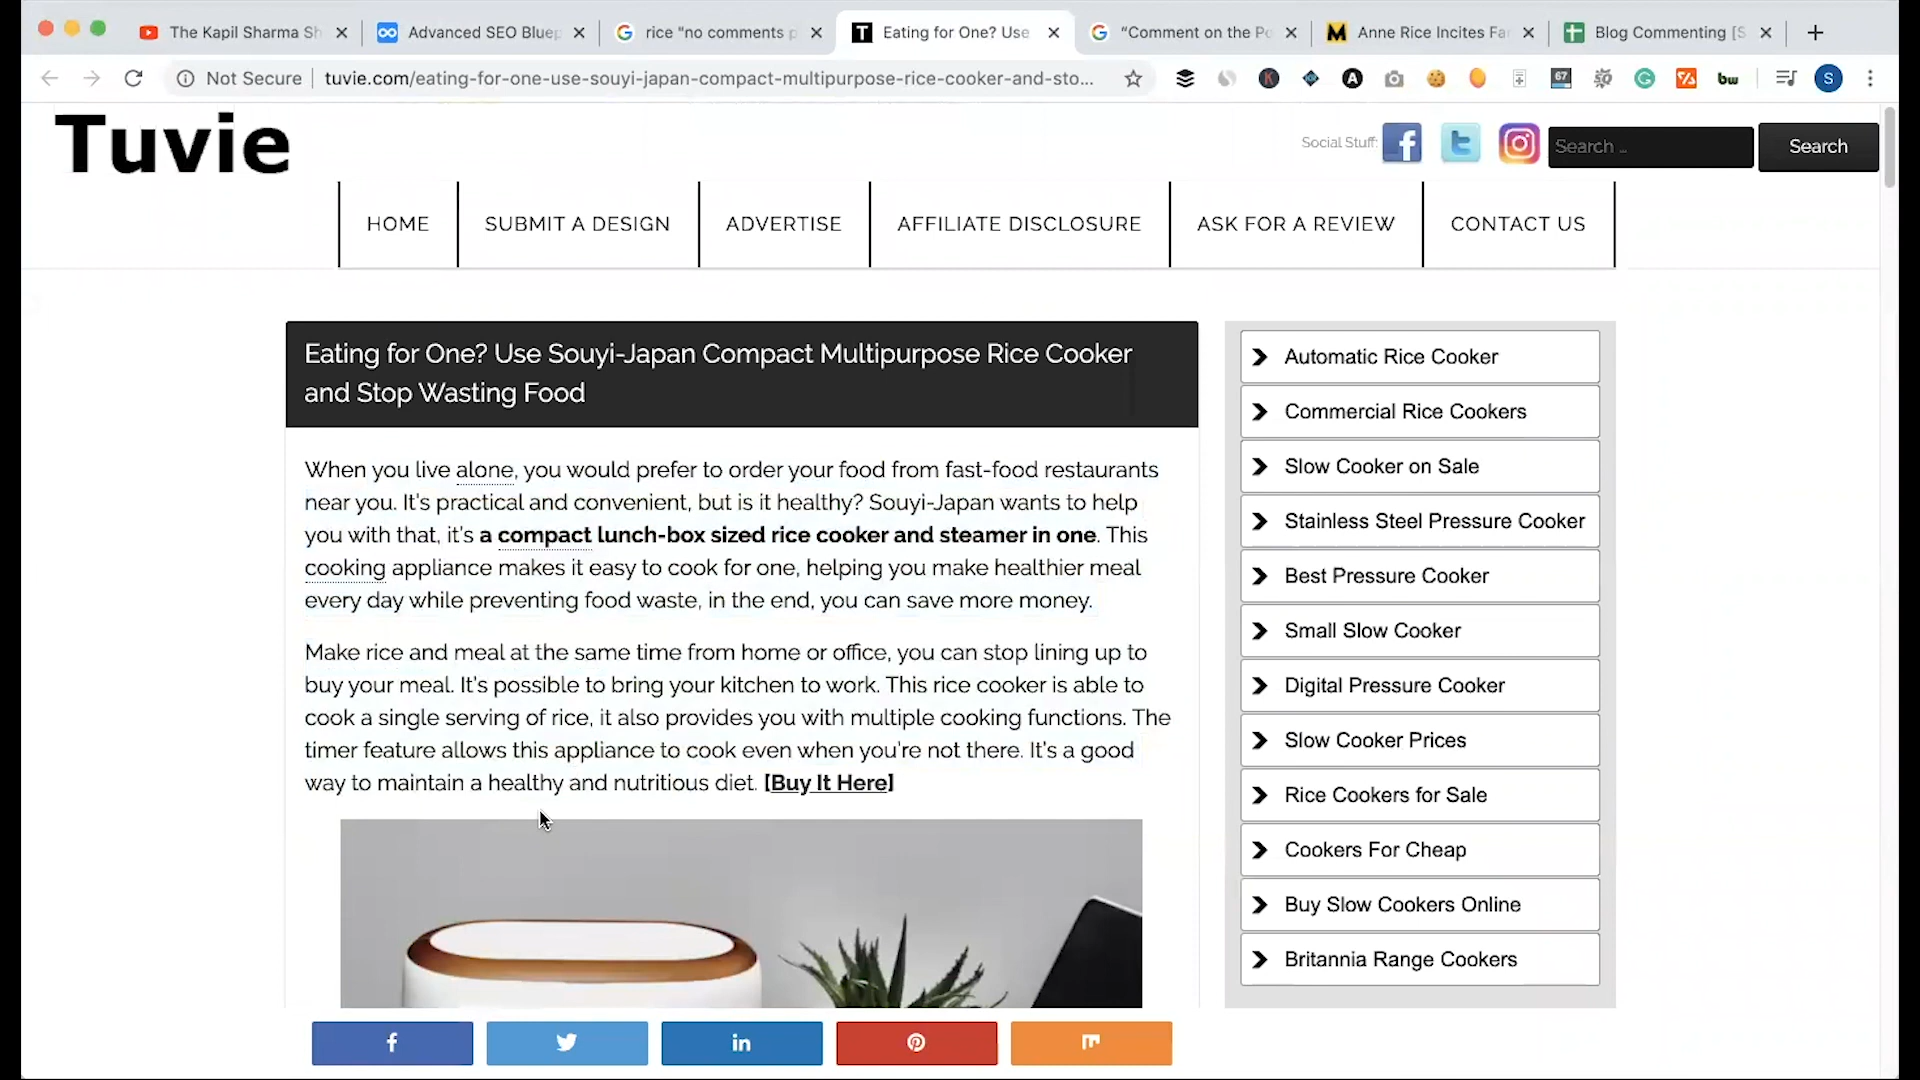 The Kapil Sharma Sh
Advanced SEO Bluep
rice "no comments p
T
Eating for One? Use
"Comment on the Po
Anne Rice Incites Fa
Blog Commenting [S
Not Secure
tuvie.com/eating-for-one-use-souyi-japan-compact-multipurpose-rice-cooker-and-sto...
67
bw
S
Tuvie
Social Stuff:
Search …
Search
HOME
SUBMIT A DESIGN
ADVERTISE
AFFILIATE DISCLOSURE
ASK FOR A REVIEW
CONTACT US
Eating for One? Use Souyi-Japan Compact Multipurpose Rice Cooker
and Stop Wasting Food
When you live alone, you would prefer to order your food from fast-food restaurants
near you. It's practical and convenient, but is it healthy? Souyi-Japan wants to help
you with that, it's a compact lunch-box sized rice cooker and steamer in one. This
cooking appliance makes it easy to cook for one, helping you make healthier meal
every day while preventing food waste, in the end, you can save more money.
Make rice and meal at the same time from home or office, you can stop lining up to
buy your meal. It's possible to bring your kitchen to work. This rice cooker is able to
cook a single serving of rice, it also provides you with multiple cooking functions. The
timer feature allows this appliance to cook even when you're not there. It's a good
way to maintain a healthy and nutritious diet. [Buy It Here]
Automatic Rice Cooker
Commercial Rice Cookers
Slow Cooker on Sale
Stainless Steel Pressure Cooker
Best Pressure Cooker
Small Slow Cooker
Digital Pressure Cooker
Slow Cooker Prices
Rice Cookers for Sale
Cookers For Cheap
Buy Slow Cookers Online
Britannia Range Cookers